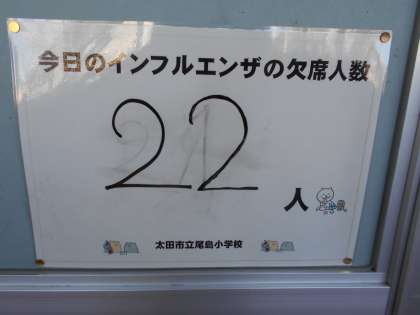 今日のインフルエンザの欠席人数
22
人
太田市立尾島小学校